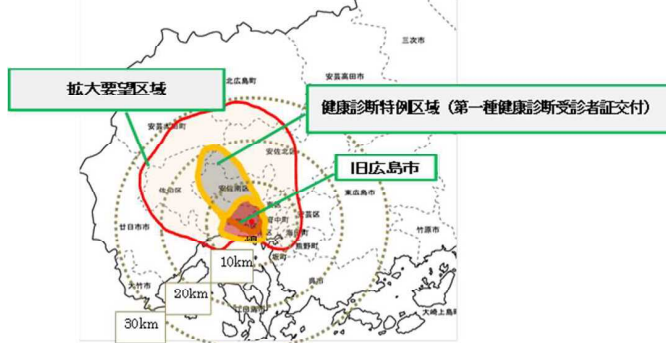 三次市
北広島町
安芸高田市
拡大要望区域
健康診断特例区域(第一種健康診断受診者証交付)
安芸太田町
安佐北区
旧広島市
佐伯区
安佐南区
東広島市
府中町
安芸区
廿日市市
海田町
竹原市
熊野町
坂町
10km
呉市
大竹市
20km
江田島市
大崎上島町
30km